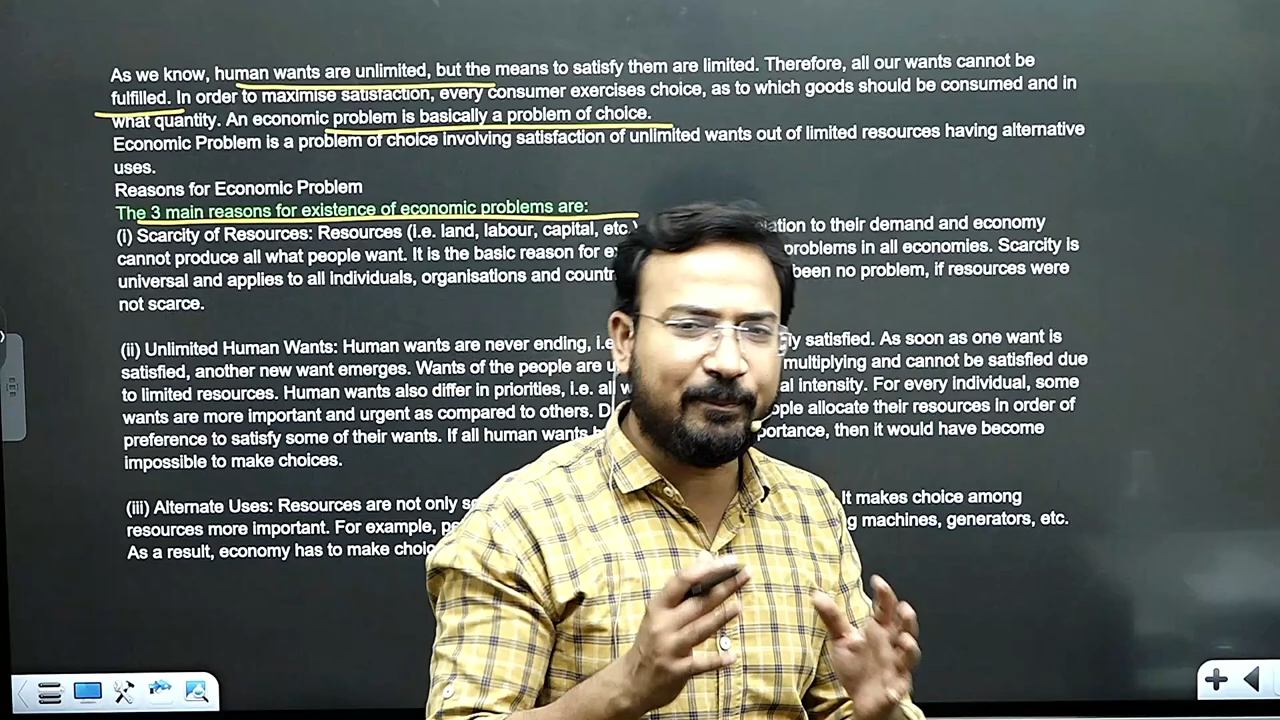 As we know, human wants are unlimited, but the means to satisfy them are limited. Therefore, all our wants cannot be
fulfilled. In order to maximise satisfaction, every consumer exercises choice, as to which goods should be consumed and in
what quantity. An economic problem is basically a problem of choice.
Economic Problem is a problem of choice involving satisfaction of unlimited wants out of limited resources having alternative
uses.
Reasons for Economic Problem
The 3 main reasons for existence of economic problems are:
(i) Scarcity of Resources: Resources (i.e. land, labour, capital, etc.) to their demand and economy
cannot produce all what people want. It is the basic reason for problems in all economies. Scarcity is
universal and applies to all individuals, organisations and been no problem, if resources were
not scarce.
(ii) Unlimited Human Wants: Human wants are never ending, satisfied. As soon as one want is
satisfied, another new want emerges. Wants of the people are multiplying and cannot be satisfied due
to limited resources. Human wants also differ in priorities, i.e. all intensity. For every individual, some
wants are more important and urgent as compared to others. allocate their resources in order of
preference to satisfy some of their wants. If all human wants then it would have become
impossible to make choices.
(iii) Alternate Uses: Resources are not only It makes choice among
resources more important. For example, machines, generators, etc.
As a result, economy has to make